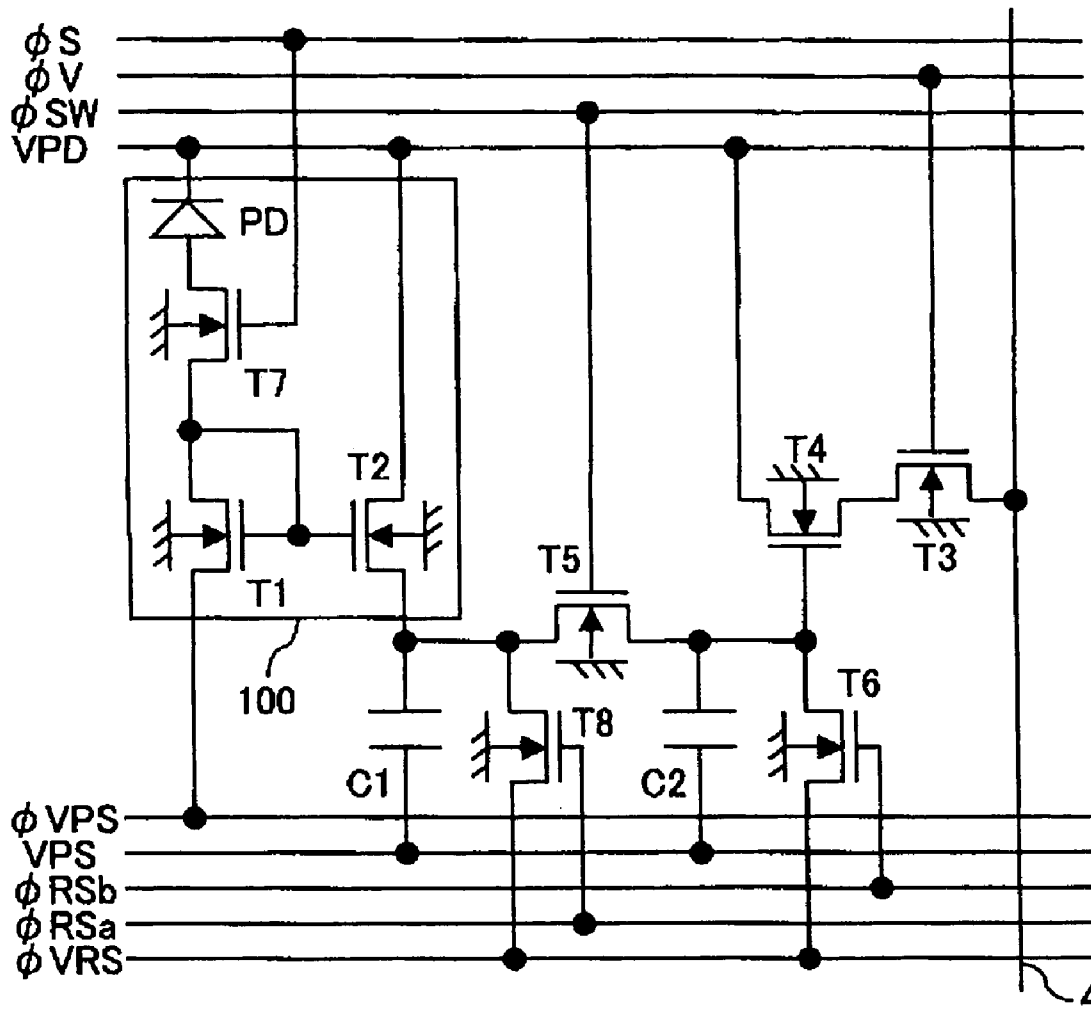 φS
φV
φSW
VPD
PD
T7
T2
T4
T1
T5
T3
100
T6
T8
C1
C2
φVPS
VPS
φRSb
φRSa
φVRS